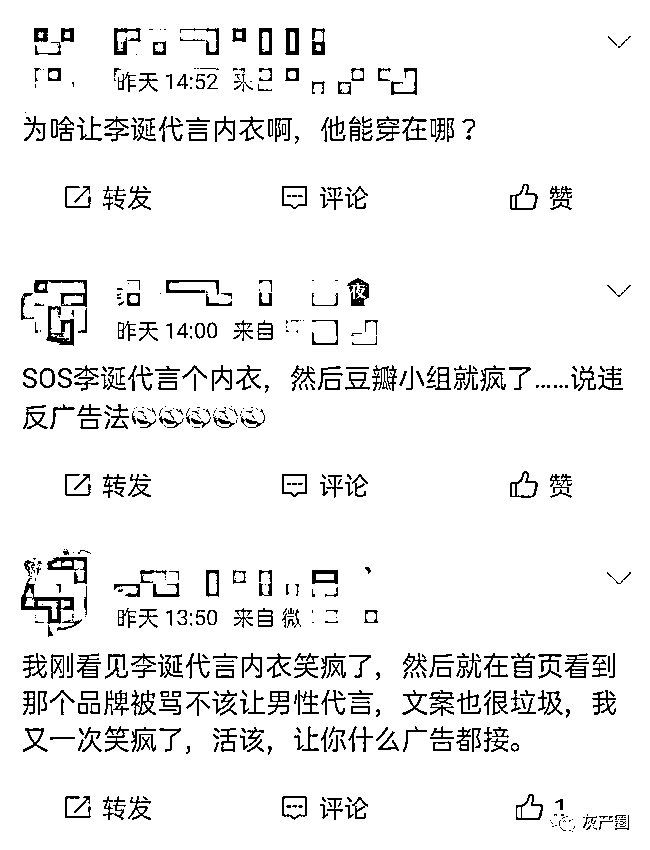 昨天 14:52 来
为啥让李诞代言内衣啊，他能穿在哪？
转发 评论 赞
夜
昨天 14:00 来自
SOS李诞代言个内衣，然后豆瓣小组就疯了……说违
反广告法
转发 评论 赞
昨天 13:50 来自 微
我刚看见李诞代言内衣笑疯了，然后就在首页看到
那个品牌被骂不该让男性代言，文案也很垃圾，我
又一次笑疯了，活该，让你什么广告都接。
转发 评论 1
灰产圈